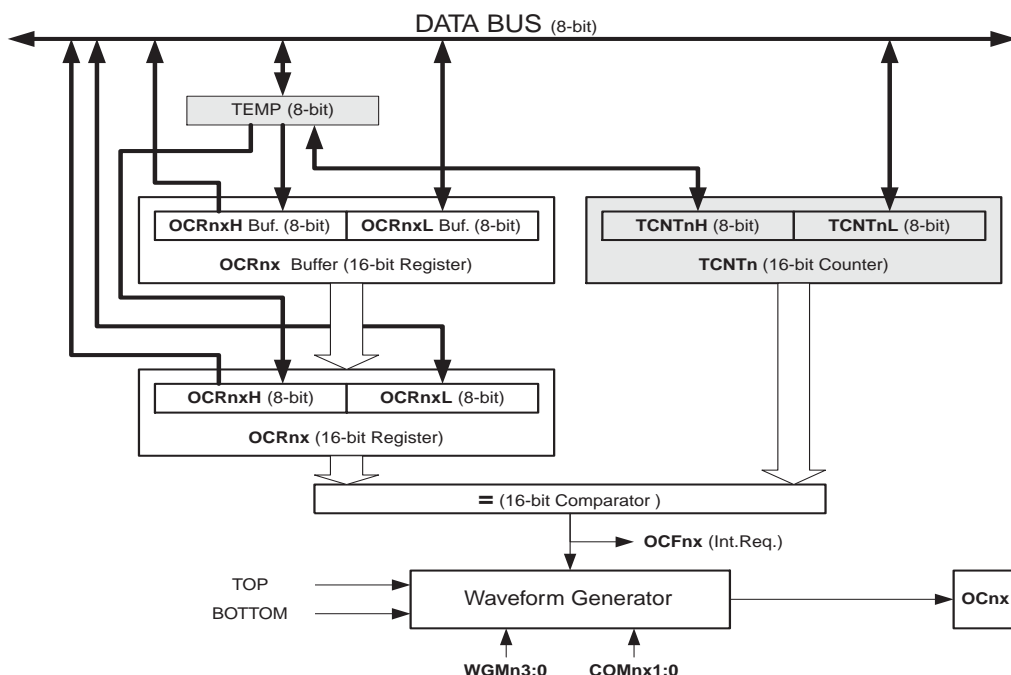 DATA BUS (8-bit)
TEMP (8-bit)
OCRnxH Buf. (8-bit) OCRnxL Buf. (8-bit)
OCRnx Buffer (16-bit Register)
TCNTnH (8-bit) TCNTnL (8-bit)
TCNTn (16-bit Counter)
OCRnxH (8-bit) OCRnxL (8-bit)
OCRnx (16-bit Register)
= (16-bit Comparator )
OCFnx (Int.Req.)
TOP
BOTTOM
Waveform Generator
OCnx
WGMn3:0 COMnx1:0